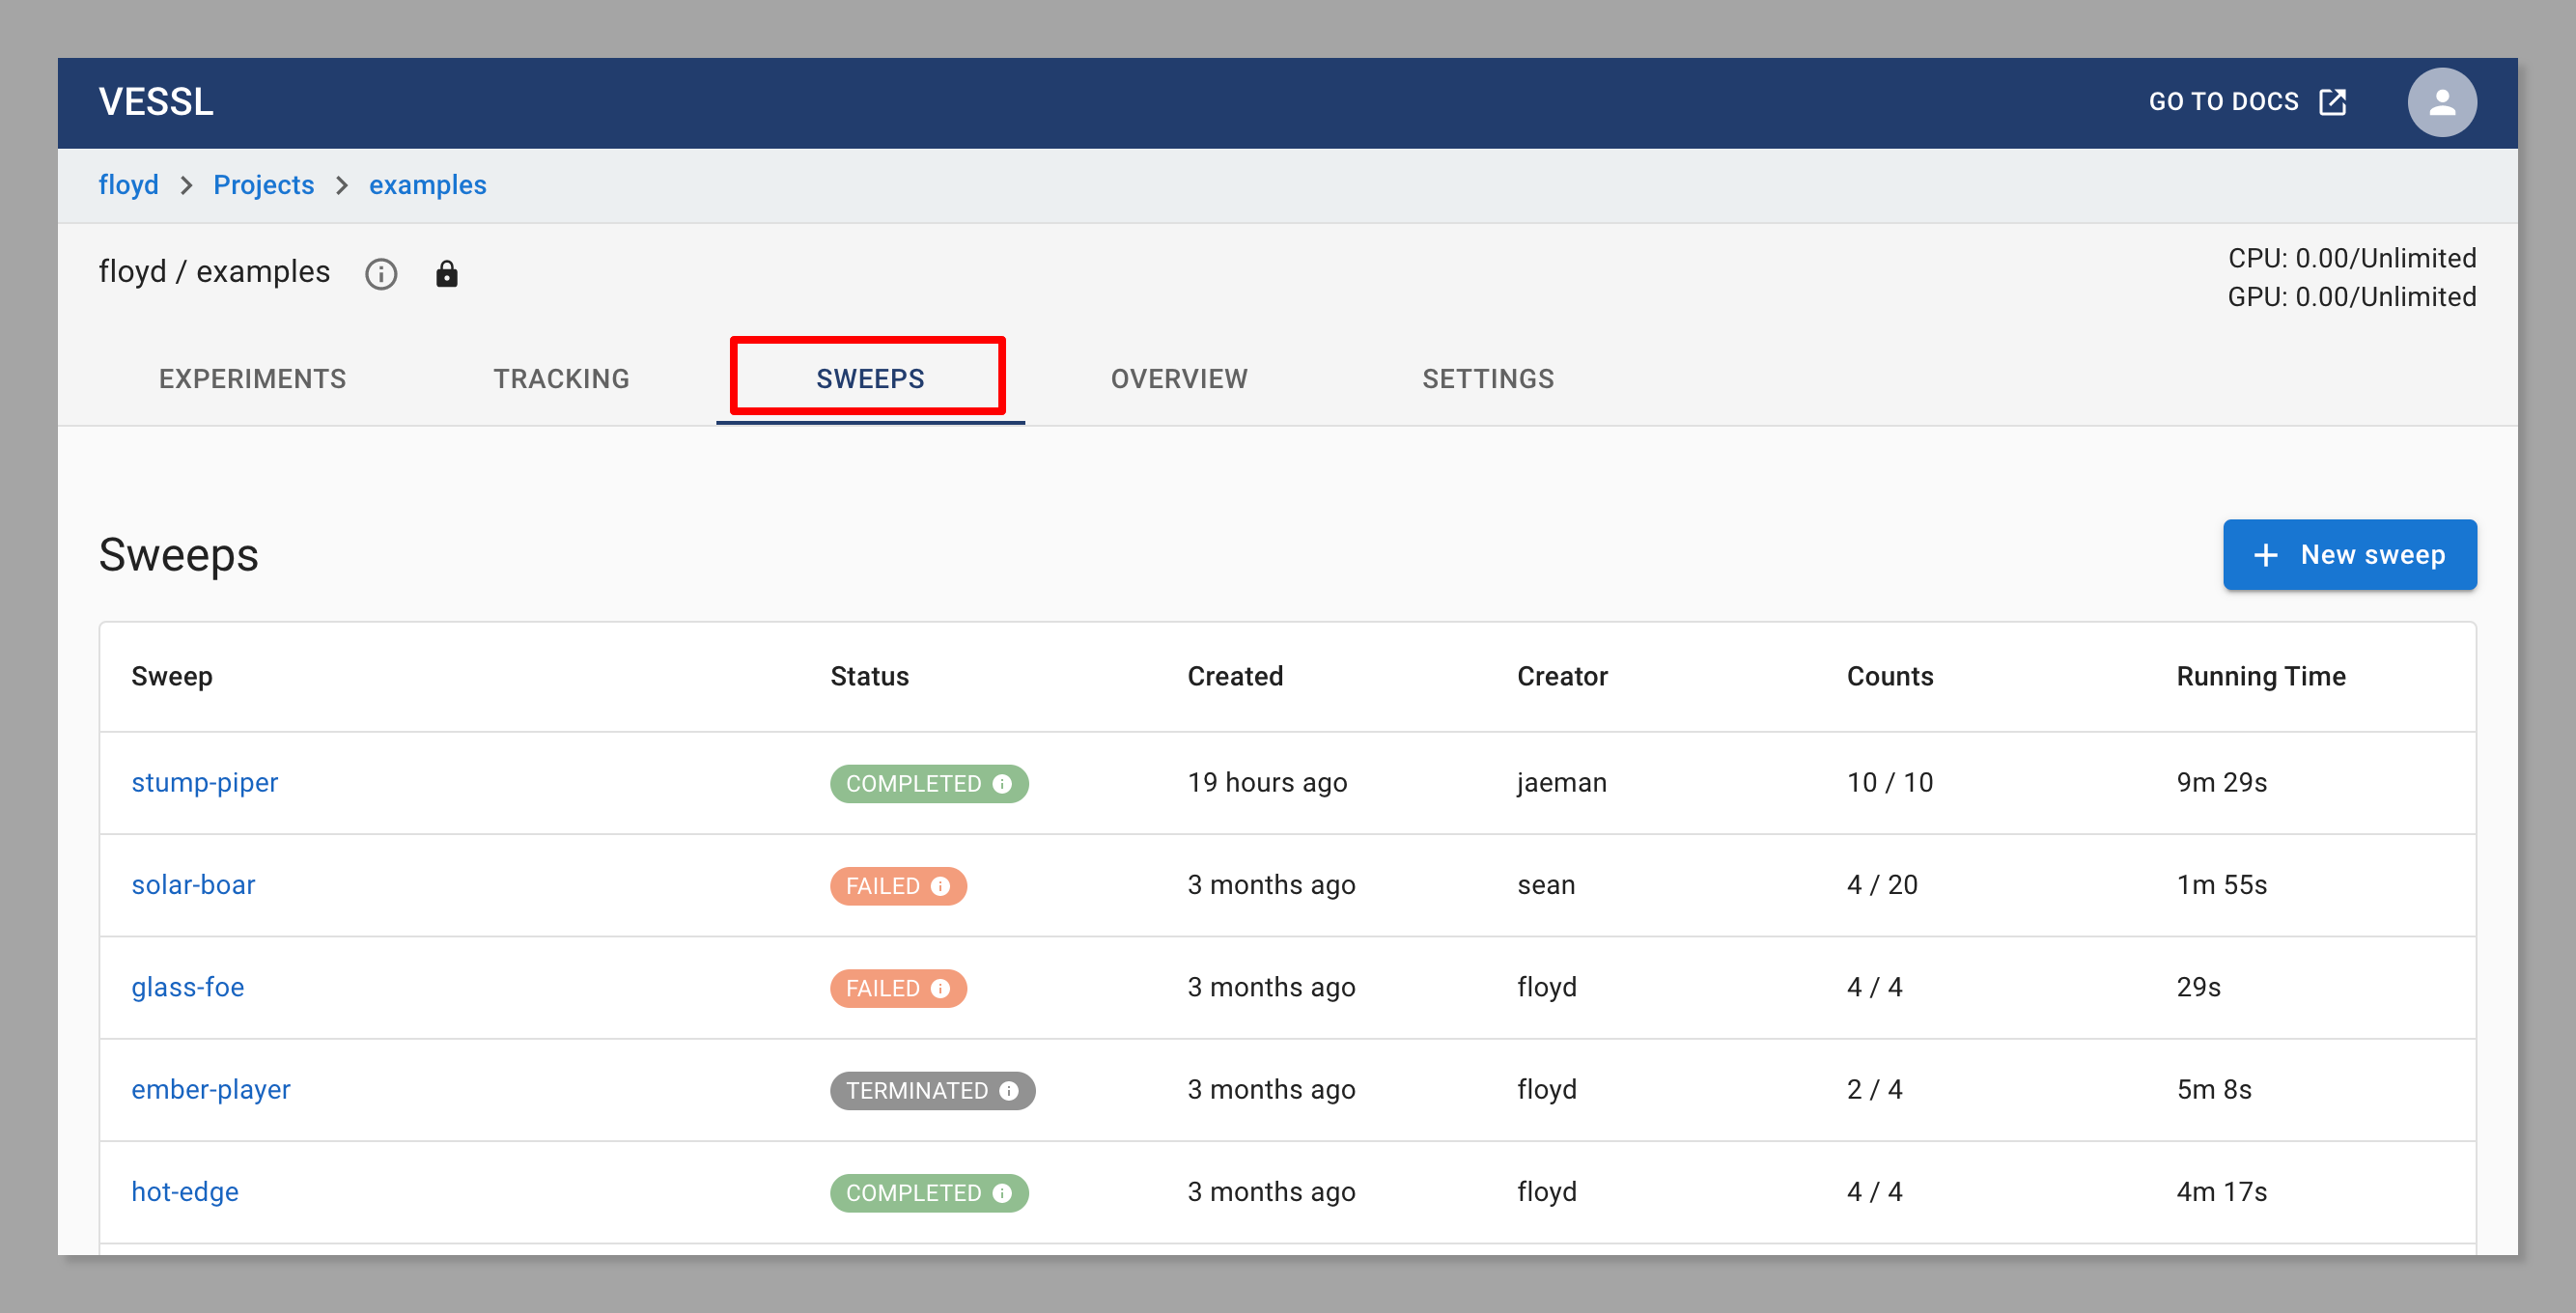 VESSL
GO TO DOCS
floyd > Projects > examples
floyd / examples
CPU: 0.00/Unlimited
GPU: 0.00/Unlimited
EXPERIMENTS TRACKING SWEEPS OVERVIEW SETTINGS
Sweeps
+ New sweep
Sweep Status Created Creator Counts Running Time
stump-piper COMPLETED 19 hours ago jaeman 10 / 10 9m 29s
solar-boar FAILED 3 months ago sean 4 / 20 1m 55s
glass-foe FAILED 3 months ago floyd 4 / 4 29s
ember-player TERMINATED 3 months ago floyd 2 / 4 5m 8s
hot-edge COMPLETED 3 months ago floyd 4 / 4 4m 17s